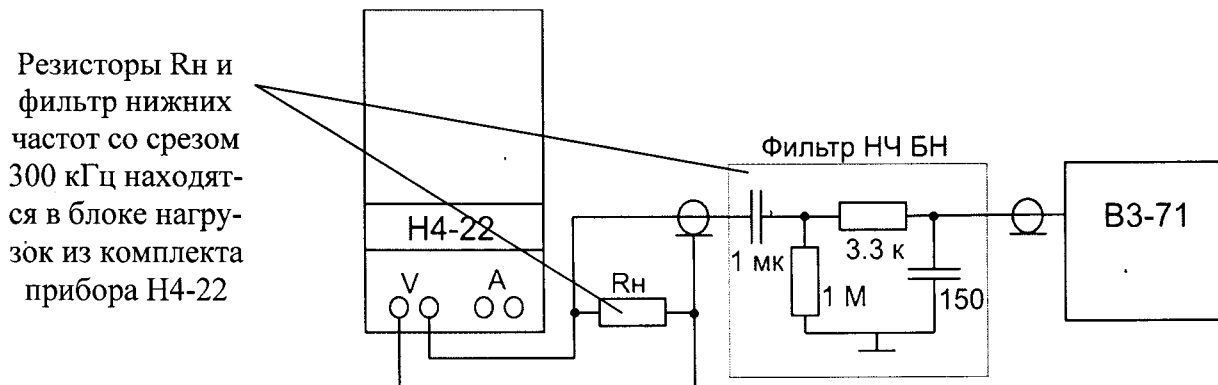 Резисторы Rн и
фильтр нижних
частот со срезом
300 кГц находят-
ся в блоке нагру-
зок из комплекта
прибора Н4-22
Н4-22
V
A
Rн
Фильтр НЧ БН
1 мк
3.3 к
1 М
150
В3-71